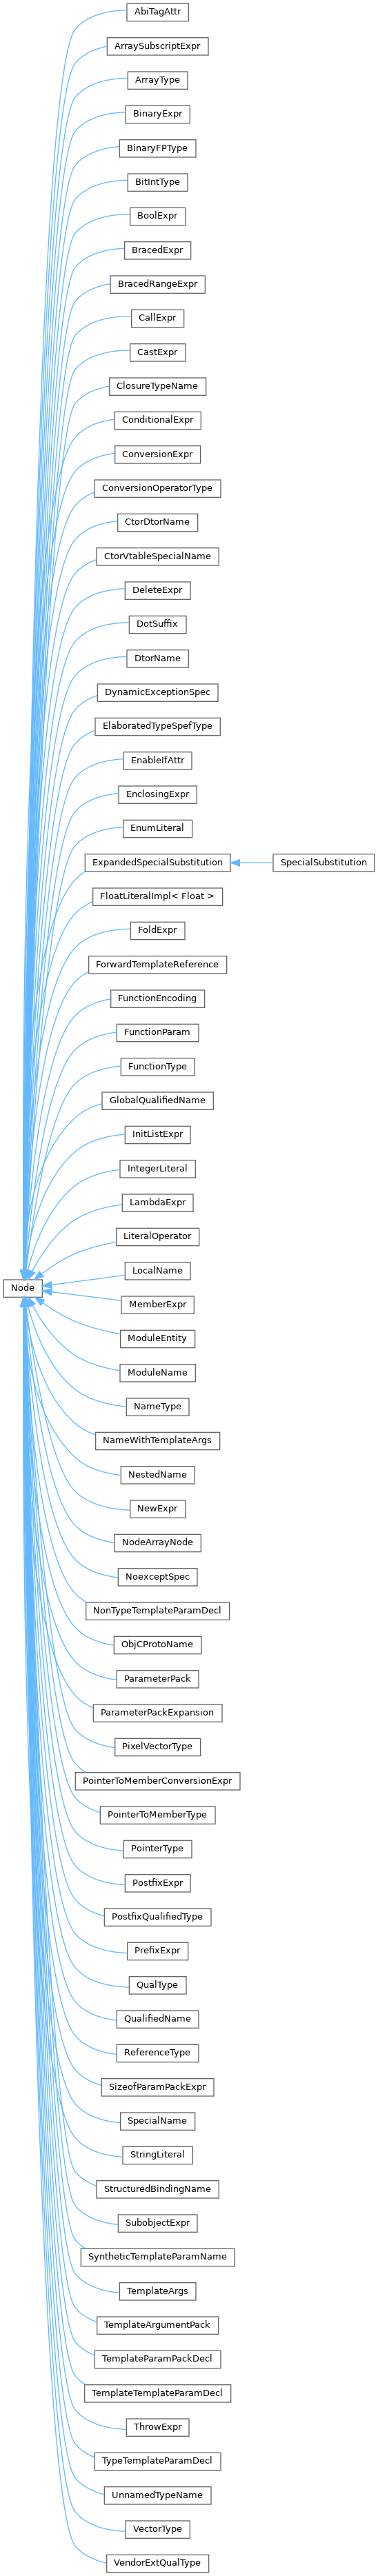 AbiTagAttr
ArraySubscriptExpr
ArrayType
BinaryExpr
BinaryFPType
BitIntType
BoolExpr
BracedExpr
BracedRangeExpr
CallExpr
CastExpr
ClosureTypeName
ConditionalExpr
ConversionExpr
ConversionOperatorType
CtorDtorName
CtorVtableSpecialName
DeleteExpr
DotSuffix
DtorName
DynamicExceptionSpec
ElaboratedTypeSpefType
EnableIfAttr
EnclosingExpr
EnumLiteral
ExpandedSpecialSubstitution
SpecialSubstitution
FloatLiteralImpl< Float >
FoldExpr
ForwardTemplateReference
FunctionEncoding
FunctionParam
FunctionType
GlobalQualifiedName
InitListExpr
IntegerLiteral
LambdaExpr
LiteralOperator
LocalName
Node
MemberExpr
ModuleEntity
ModuleName
NameType
NameWithTemplateArgs
NestedName
NewExpr
NodeArrayNode
NoexceptSpec
NonTypeTemplateParamDecl
ObjCProtoName
ParameterPack
ParameterPackExpansion
PixelVectorType
PointerToMemberConversionExpr
PointerToMemberType
PointerType
PostfixExpr
PostfixQualifiedType
PrefixExpr
QualType
QualifiedName
ReferenceType
SizeofParamPackExpr
SpecialName
StringLiteral
StructuredBindingName
SubobjectExpr
SyntheticTemplateParamName
TemplateArgs
TemplateArgumentPack
TemplateParamPackDecl
TemplateTemplateParamDecl
ThrowExpr
TypeTemplateParamDecl
UnnamedTypeName
VectorType
VendorExtQualType